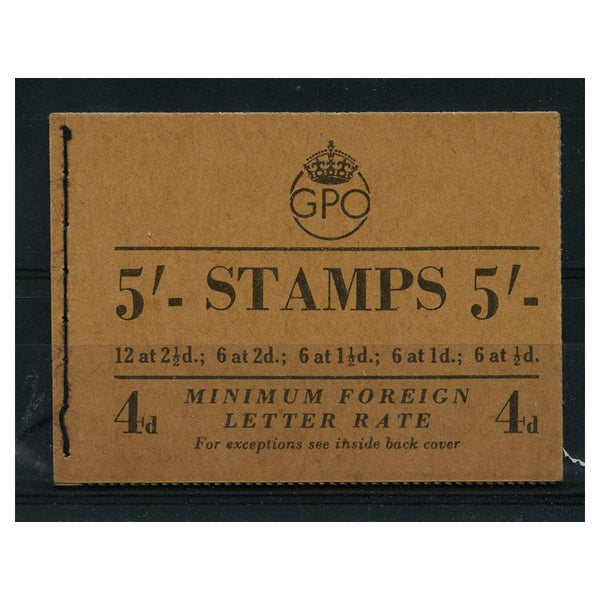 GPO
5/- STAMPS 5/-
12 at 2½d.; 6 at 2d.; 6 at 1½d.; 6 at 1d.; 6 at ½d.
4d MINIMUM FOREIGN 4d
LETTER RATE
For exceptions see inside back cover